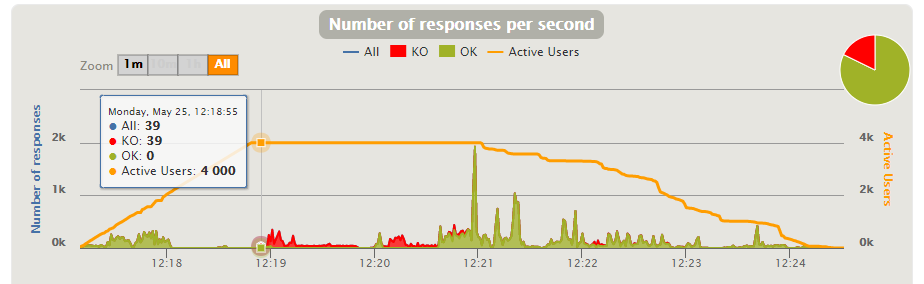 Number of responses per second
All KO OK Active Users
Zoom 1m 10m 1h All
Monday, May 25, 12:18:55
All: 39
KO: 39
OK: 0
Active Users: 4 000
Number of responses
2k
1k
0k
4k
2k
0k
Active Users
12:18 12:19 12:20 12:21 12:22 12:23 12:24